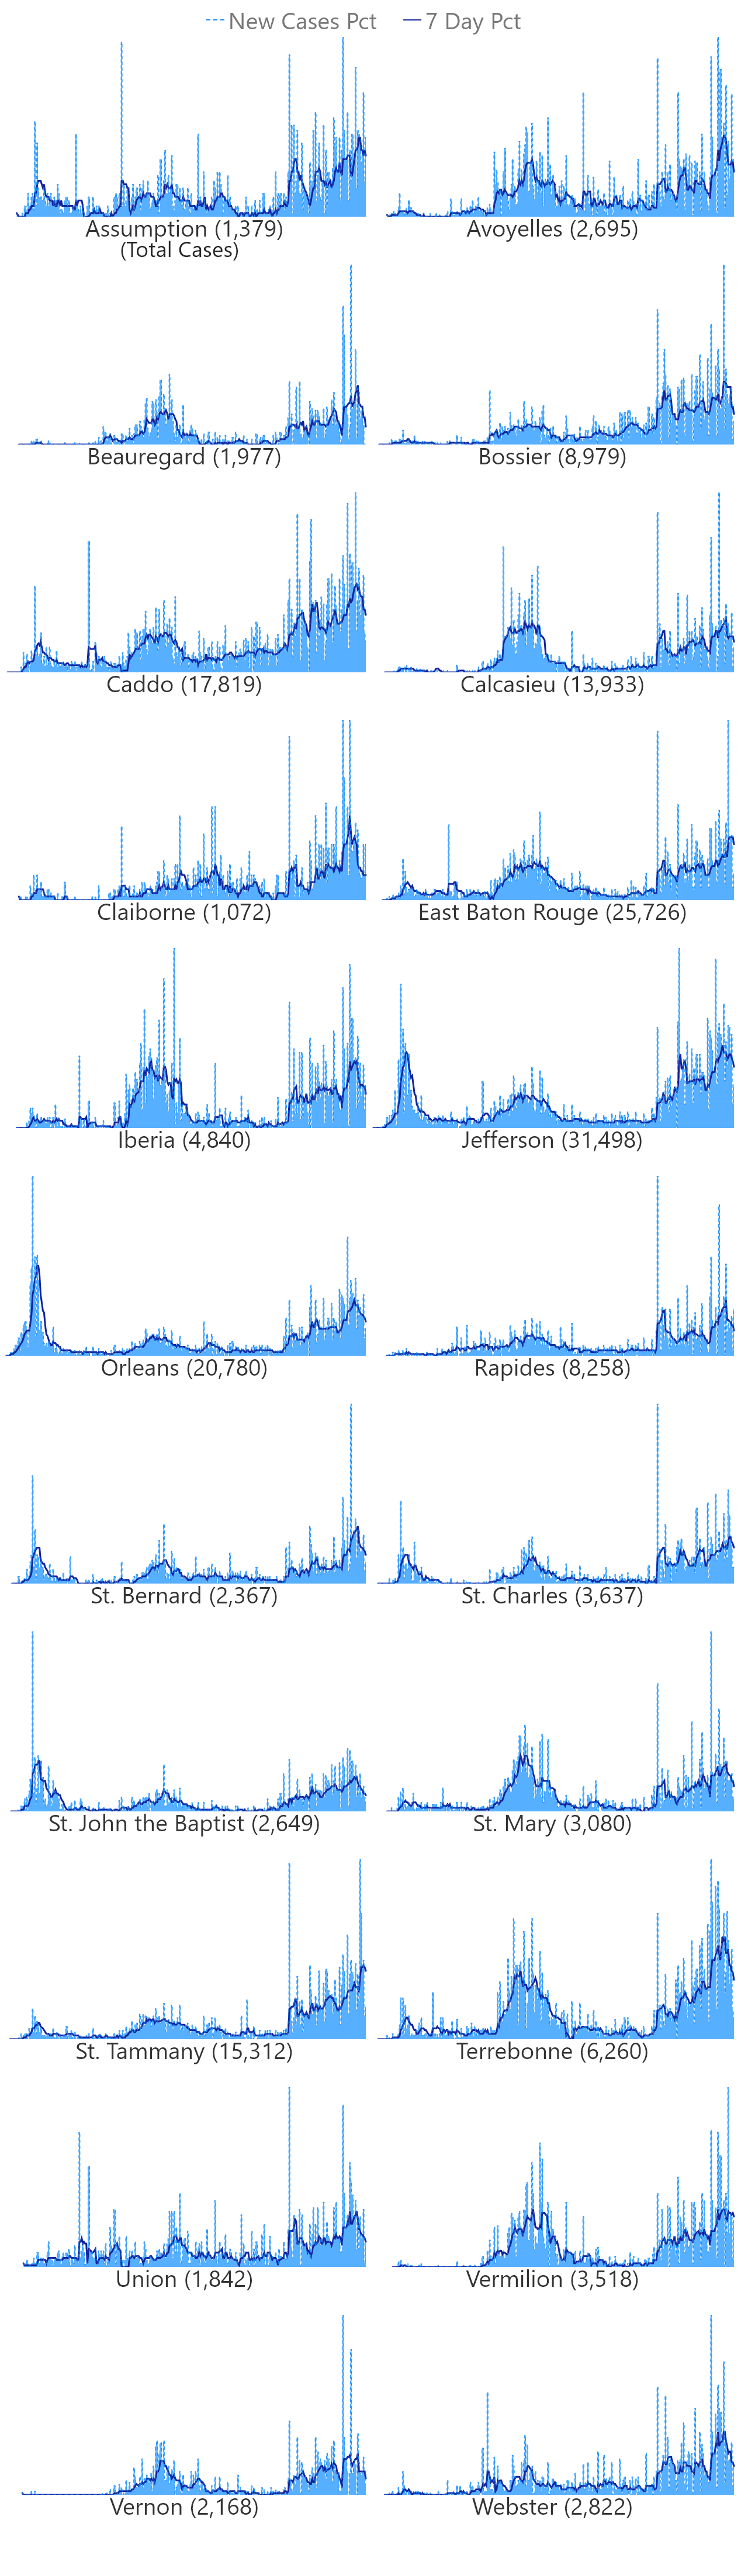 New Cases Pct 7 Day Pct
Assumption (1,379) Avoyelles (2,695)
(Total Cases)
Beauregard (1,977) Bossier (8,979)
Caddo (17,819) Calcasieu (13,933)
Claiborne (1,072) East Baton Rouge (25,726)
Iberia (4,840) Jefferson (31,498)
Orleans (20,780) Rapides (8,258)
St. Bernard (2,367) St. Charles (3,637)
St. John the Baptist (2,649) St. Mary (3,080)
St. Tammany (15,312) Terrebonne (6,260)
Union (1,842) Vermilion (3,518)
Vernon (2,168) Webster (2,822)